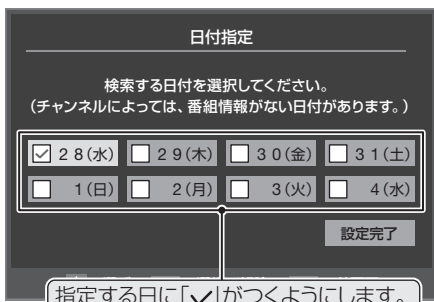 日付指定
検索する日付を選択してください。
(チャンネルによっては、番組情報がない日付があります。)
28(水) 29(木) 30(金) 31(土)
1(日) 2(月) 3(火) 4(水)
設定完了
指定する日に「✓」がつくようにします。